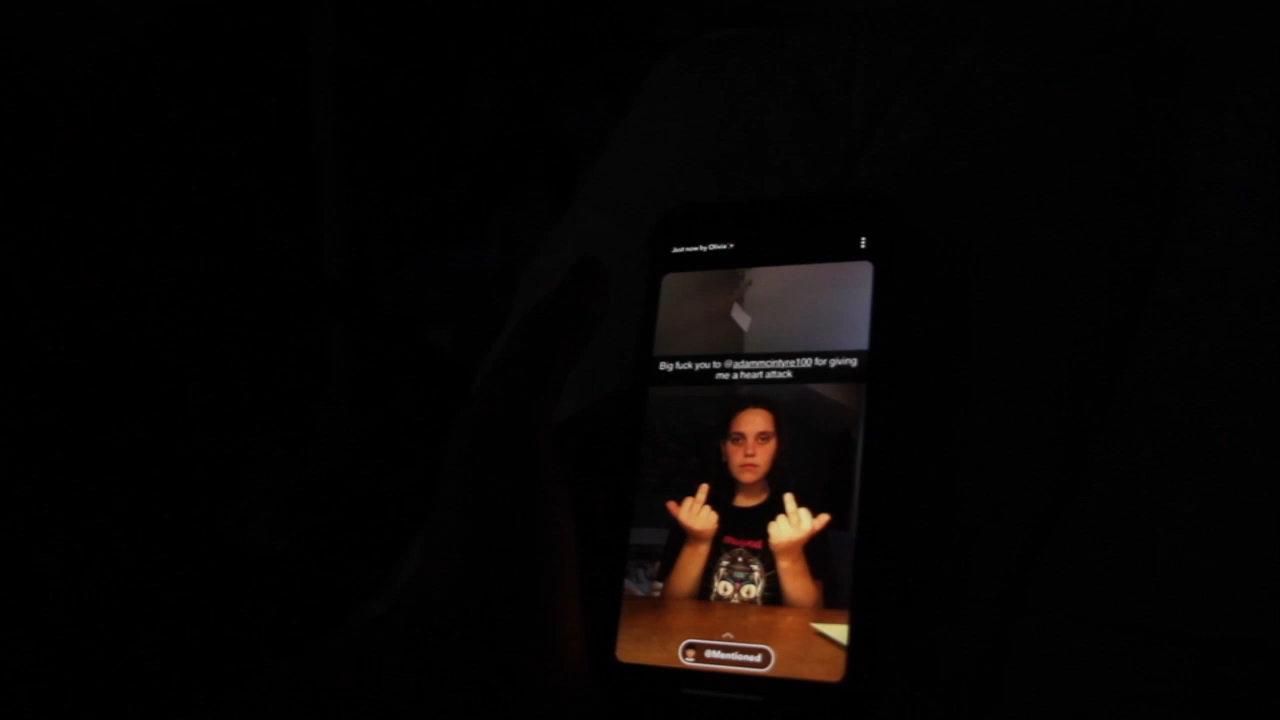 Just now by Olivia
Big fuck you to @adammcintyre100 for giving
me a heart attack
@Mentioned